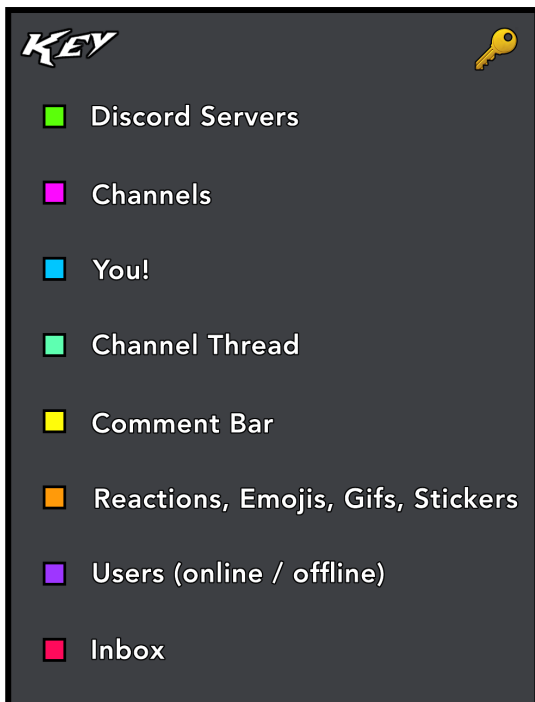 Key
Discord Servers
Channels
You!
Channel Thread
Comment Bar
Reactions, Emojis, Gifs, Stickers
Users (online / offline)
Inbox